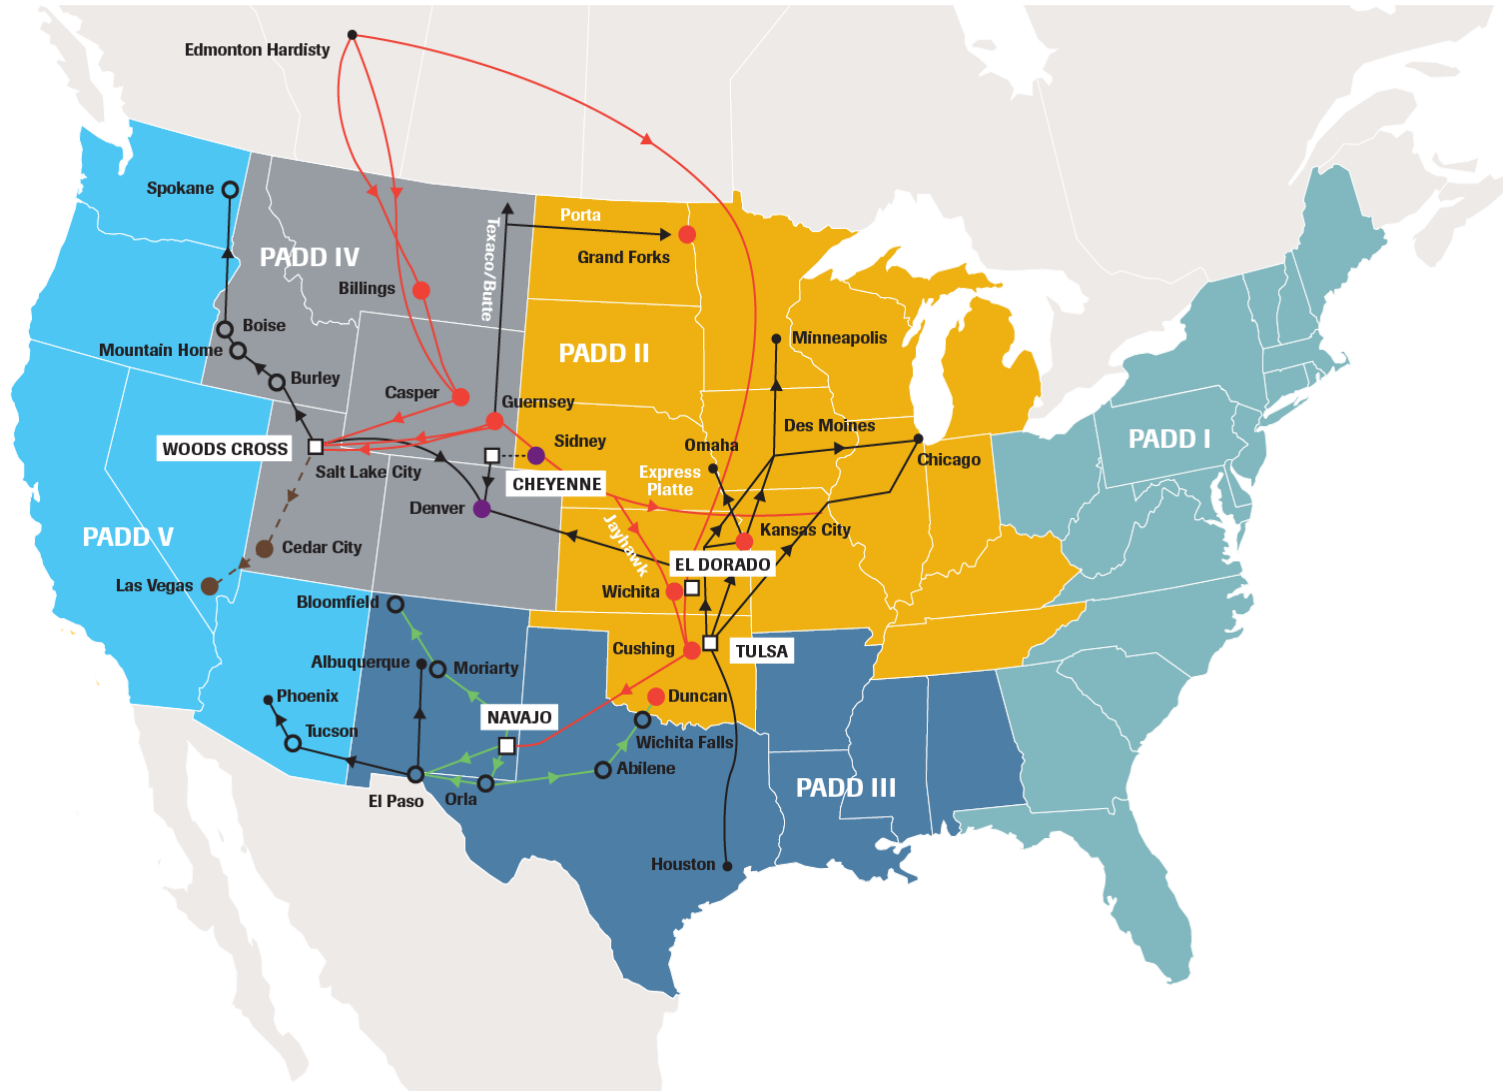 Edmonton Hardisty
Spokane
Porta
Texaco/Butte
PADD IV
Grand Forks
Billings
Boise
Mountain Home
Minneapolis
PADD II
Burley
Casper
Guernsey
Des Moines
PADD I
WOODS CROSS
Salt Lake City
Sidney
Omaha
Chicago
Express
Platte
CHEYENNE
Denver
Jayhawk
Kansas City
PADD V
Cedar City
EL DORADO
Las Vegas
Wichita
Bloomfield
Cushing
TULSA
Albuquerque
Moriarty
Phoenix
Duncan
NAVAJO
Tucson
Wichita Falls
Abilene
El Paso
Orla
PADD III
Houston